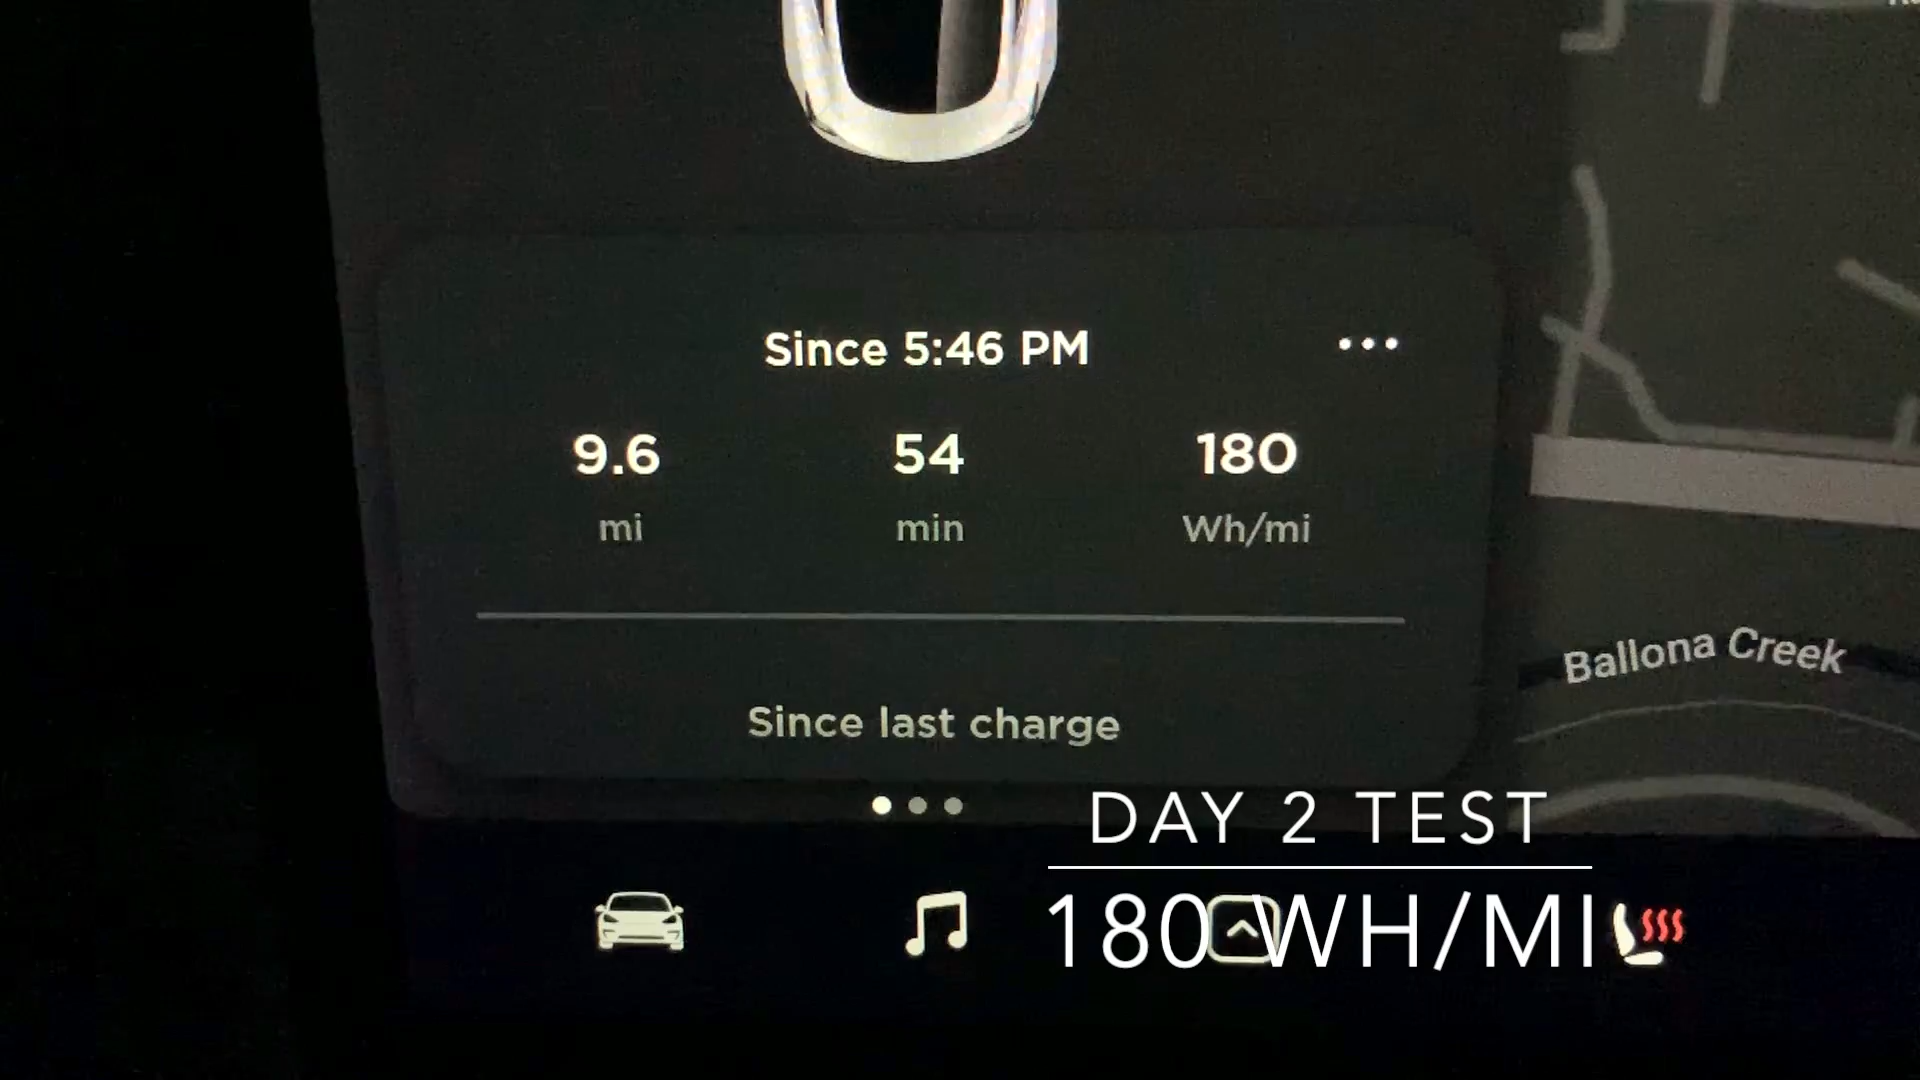 Since 5:46 PM
9.6 54 180
mi min Wh/mi
Ballona Creek
Since last charge
DAY 2 TEST
180 WH/MI